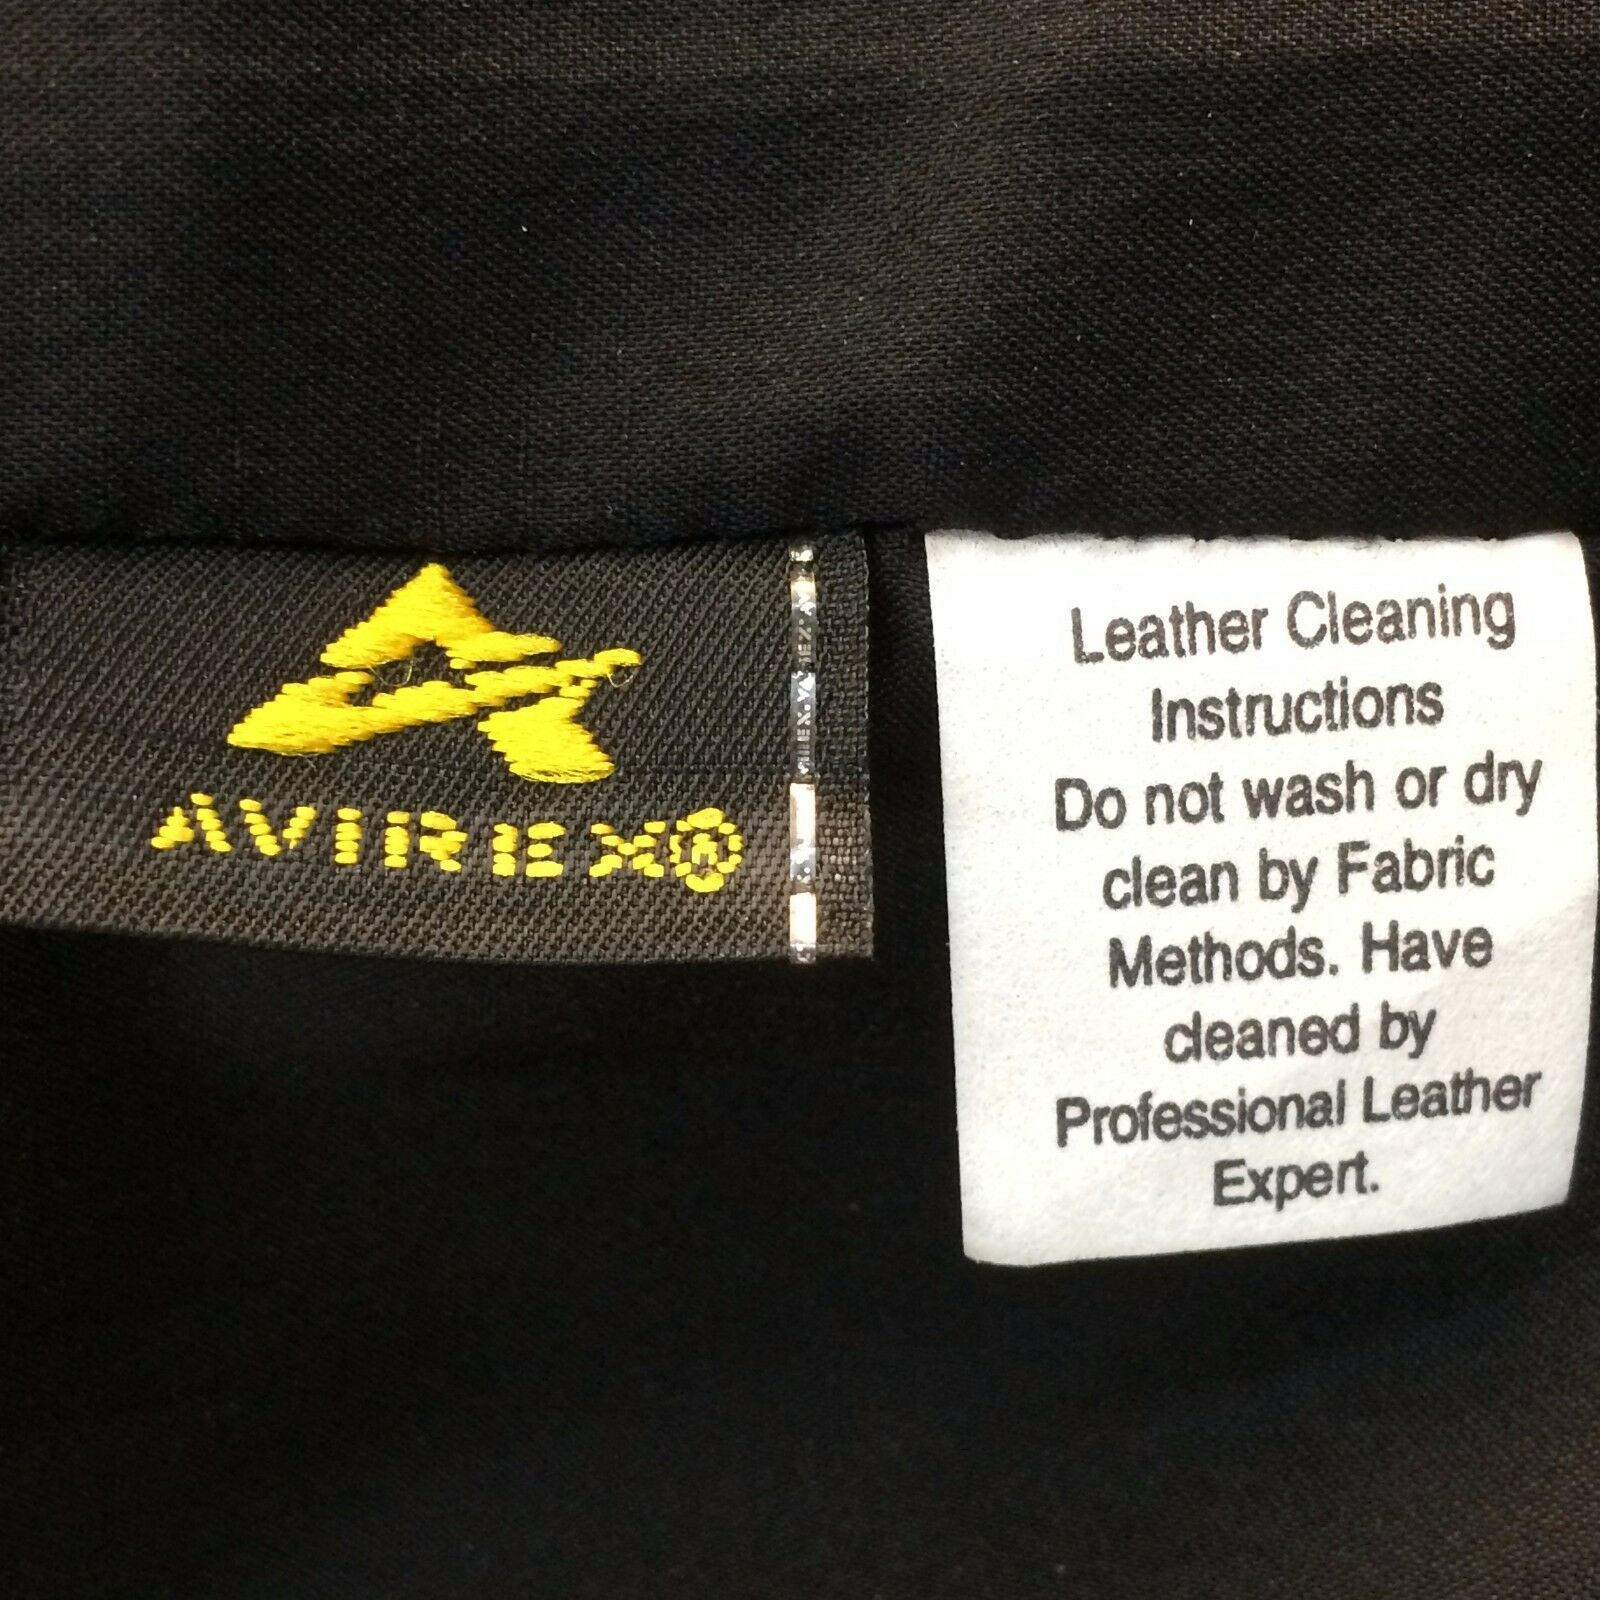 AVIREX®
Leather Cleaning
Instructions
Do not wash or dry
clean by Fabric
Methods. Have
cleaned by
Professional Leather
Expert.